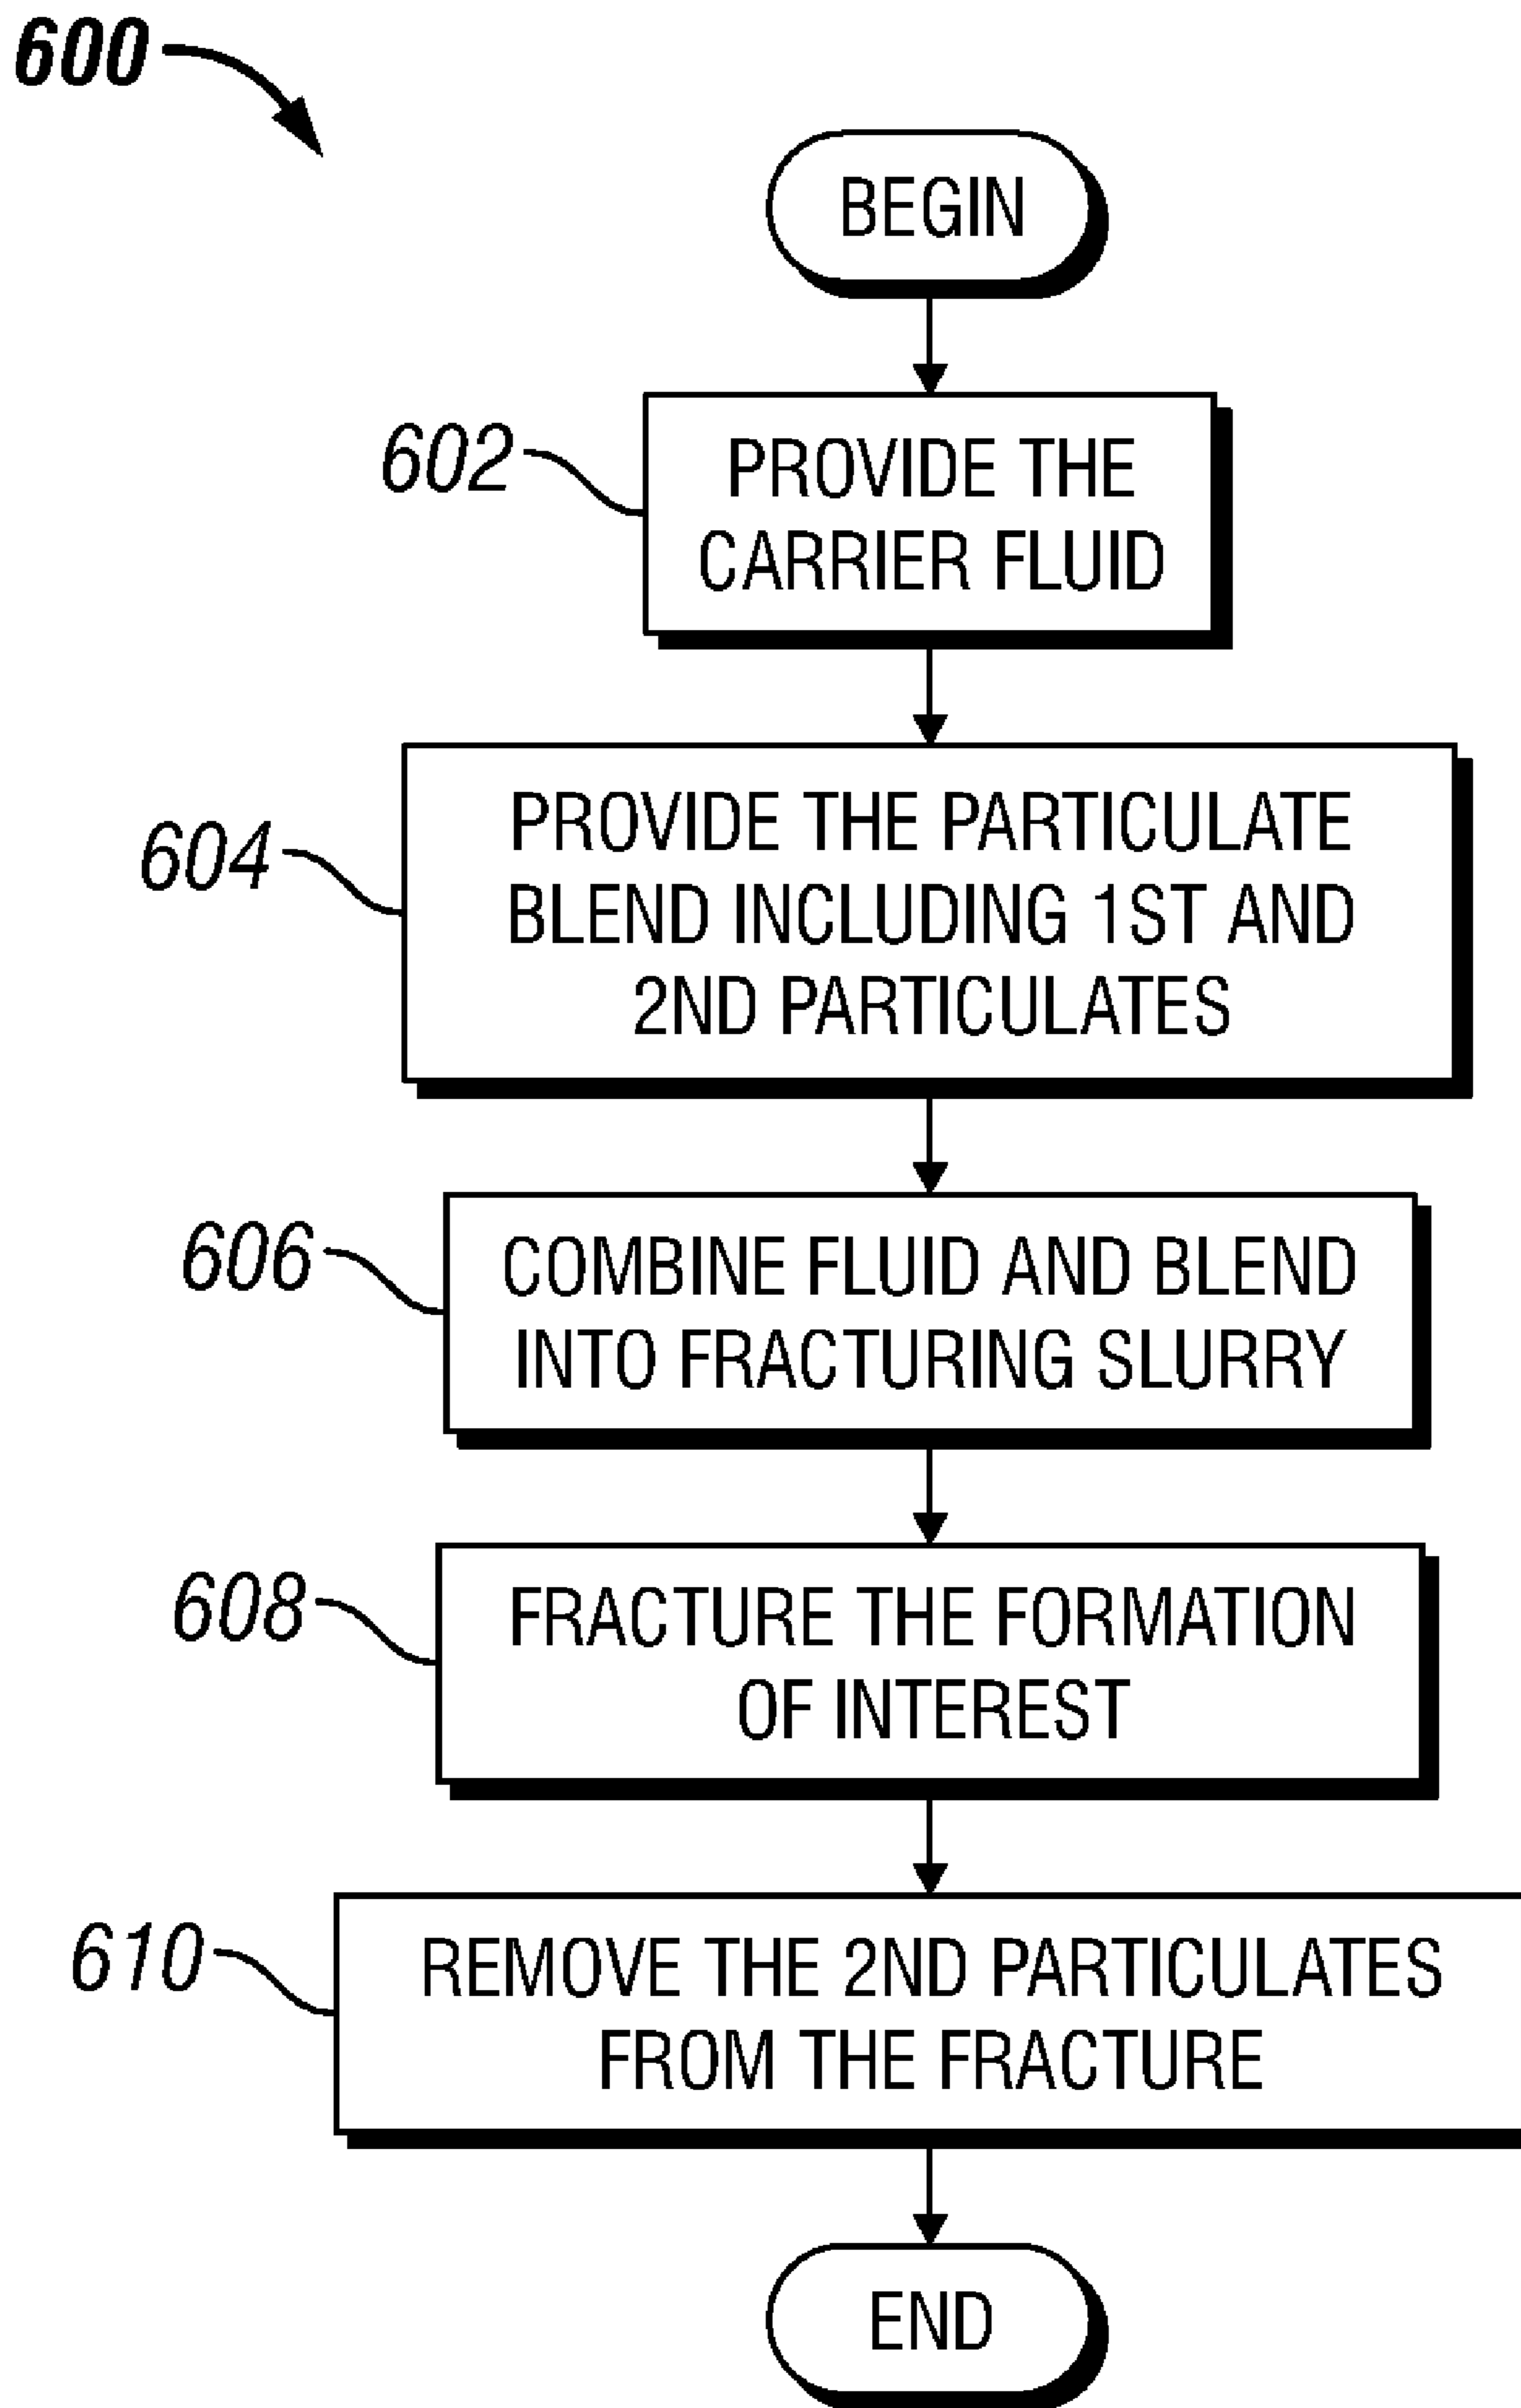 600
BEGIN
602
PROVIDE THE
CARRIER FLUID
604
PROVIDE THE PARTICULATE
BLEND INCLUDING 1ST AND
2ND PARTICULATES
606
COMBINE FLUID AND BLEND
INTO FRACTURING SLURRY
608
FRACTURE THE FORMATION
OF INTEREST
610
REMOVE THE 2ND PARTICULATES
FROM THE FRACTURE
END